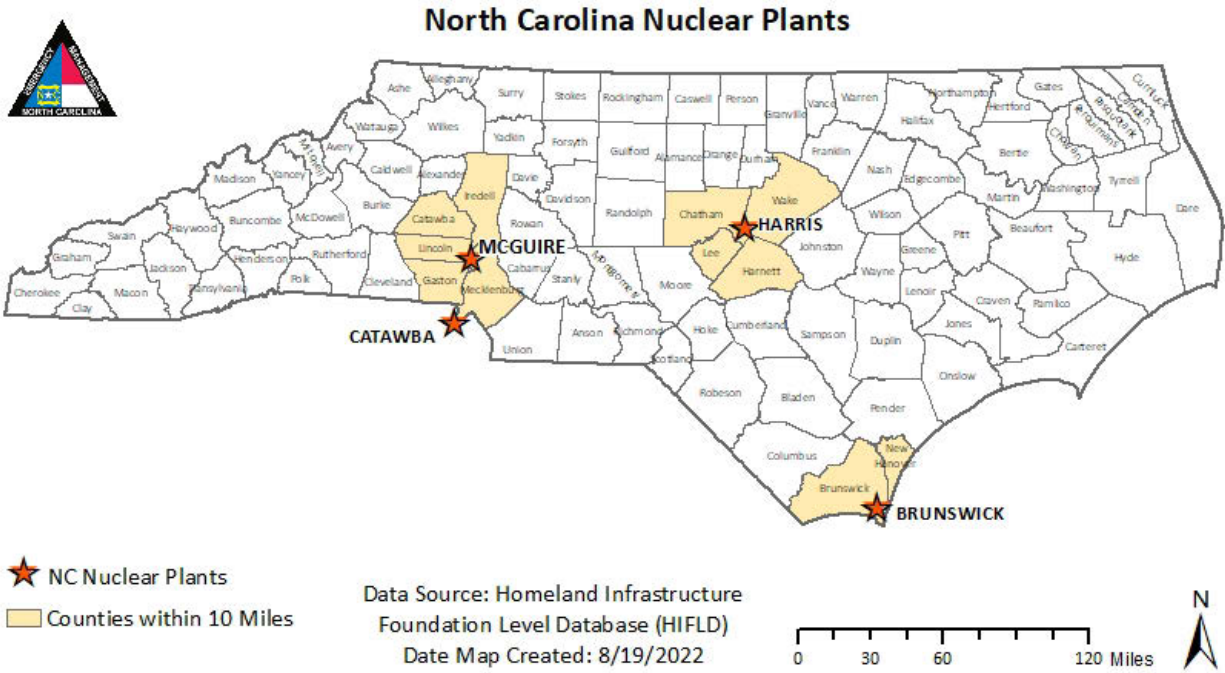 North Carolina Nuclear Plants
EMERGENCY
MANAGEMENT
NORTH CAROLINA
Ashe
Alleghany
Surry
Stokes
Rockingham
Caswell
Person
Granville
Vance
Warren
Northampton
Hertford
Gates
Currituck
Camden
Pasquotank
Perquimans
Chowan
Watauga
Wilkes
Yadkin
Forsyth
Guilford
Alamance
Orange
Durham
Franklin
Halifax
Bertie
Mitchell
Avery
Caldwell
Alexander
Iredell
Davie
Davidson
Randolph
Chatham
Wake
Nash
Edgecombe
Martin
Washington
Tyrrell
Dare
Madison
Yancey
Buncombe
McDowell
Burke
Catawba
Rowan
HARRIS
Wilson
Pitt
Beaufort
Hyde
Swain
Haywood
Graham
Jackson
Henderson
Rutherford
Lincoln
MCGUIRE
Cabarrus
Stanly
Montgomery
Moore
Lee
Harnett
Johnston
Wayne
Greene
Lenoir
Craven
Pamlico
Cherokee
Clay
Macon
Transylvania
Polk
Cleveland
Gaston
Mecklenburg
CATAWBA
Union
Anson
Richmond
Scotland
Hoke
Cumberland
Sampson
Duplin
Jones
Carteret
Onslow
Robeson
Bladen
Pender
Columbus
Brunswick
New
Hanover
BRUNSWICK
NC Nuclear Plants
Counties within 10 Miles
Data Source: Homeland Infrastructure
Foundation Level Database (HIFLD)
Date Map Created: 8/19/2022
0 30 60 120 Miles
N